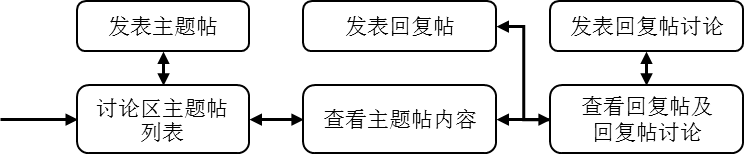 发表主题帖
发表回复帖
发表回复帖讨论
讨论区主题帖
列表
查看主题帖内容
查看回复帖及
回复帖讨论